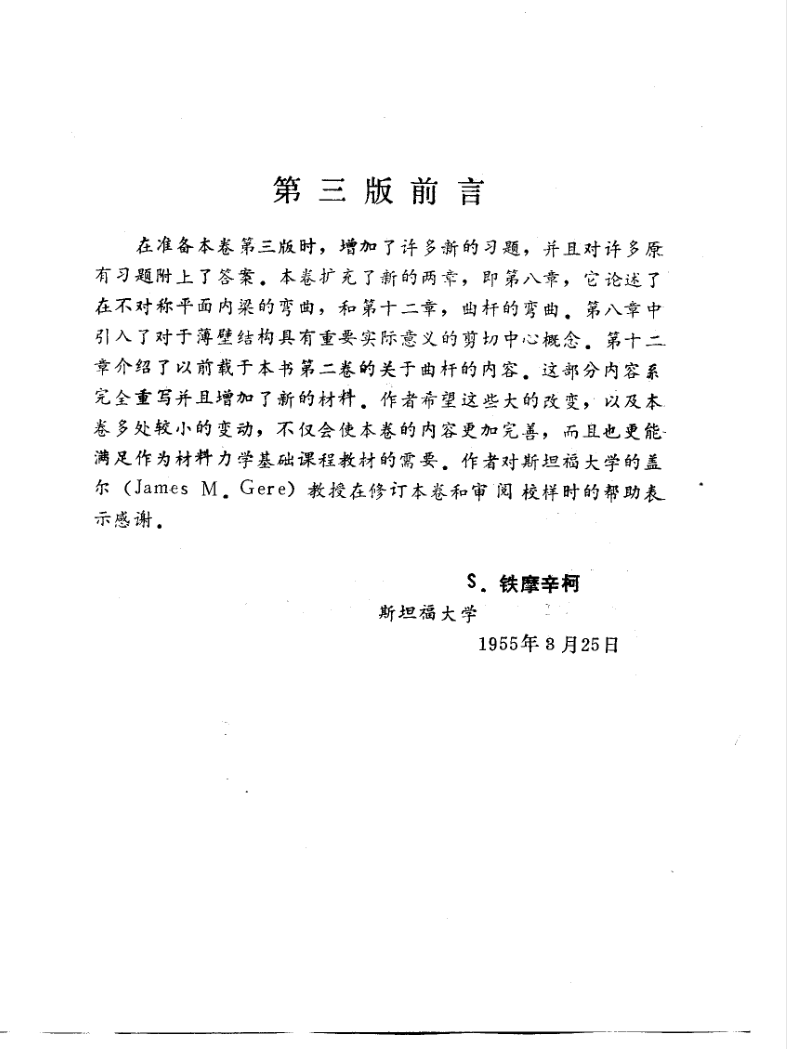 第三版前言
在准备本卷第三版时，增加了许多新的习题，并且对许多原
有习题附上了答案．本卷扩充了新的两章，即第八章，它论述了
在不对称平面内梁的弯曲，和第十二章，曲杆的弯曲．第八章中
引入了对于薄壁结构具有重要实际意义的剪切中心概念．第十二
章介绍了以前载于本书第二卷的关于曲杆的内容．这部分内容系
完全重写并且增加了新的材料．作者希望这些大的改变，以及本
卷多处较小的变动，不仅会使本卷的内容更加完善，而且也更能
满足作为材料力学基础课程教材的需要．作者对斯坦福大学的盖
尔（James M．Gere）教授在修订本卷和审阅校样时的帮助表
示感谢．
S．铁摩辛柯
斯坦福大学
1955年3月25日